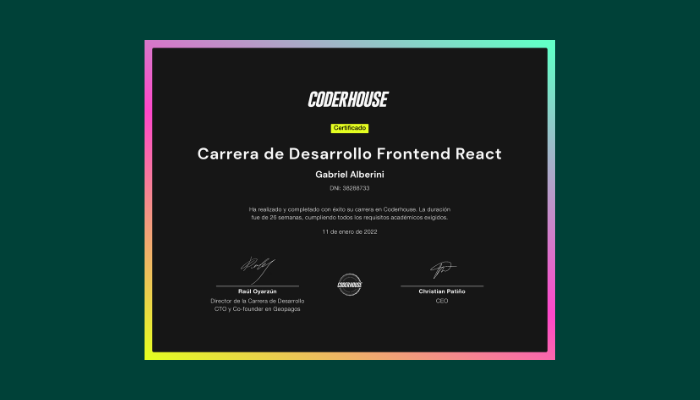 CODERHOUSE
Certificado
Carrera de Desarrollo Frontend React
Gabriel Alberini
DNI: 38288733
Ha realizado y completado con éxito su carrera en Coderhouse. La duración
fue de 26 semanas, cumpliendo todos los requisitos académicos exigidos.
11 de enero de 2022
Raúl Oyarzún
Director de la Carrera de Desarrollo
CTO y Co-founder en Geopagos
CODERHOUSE
Christian Patiño
CEO